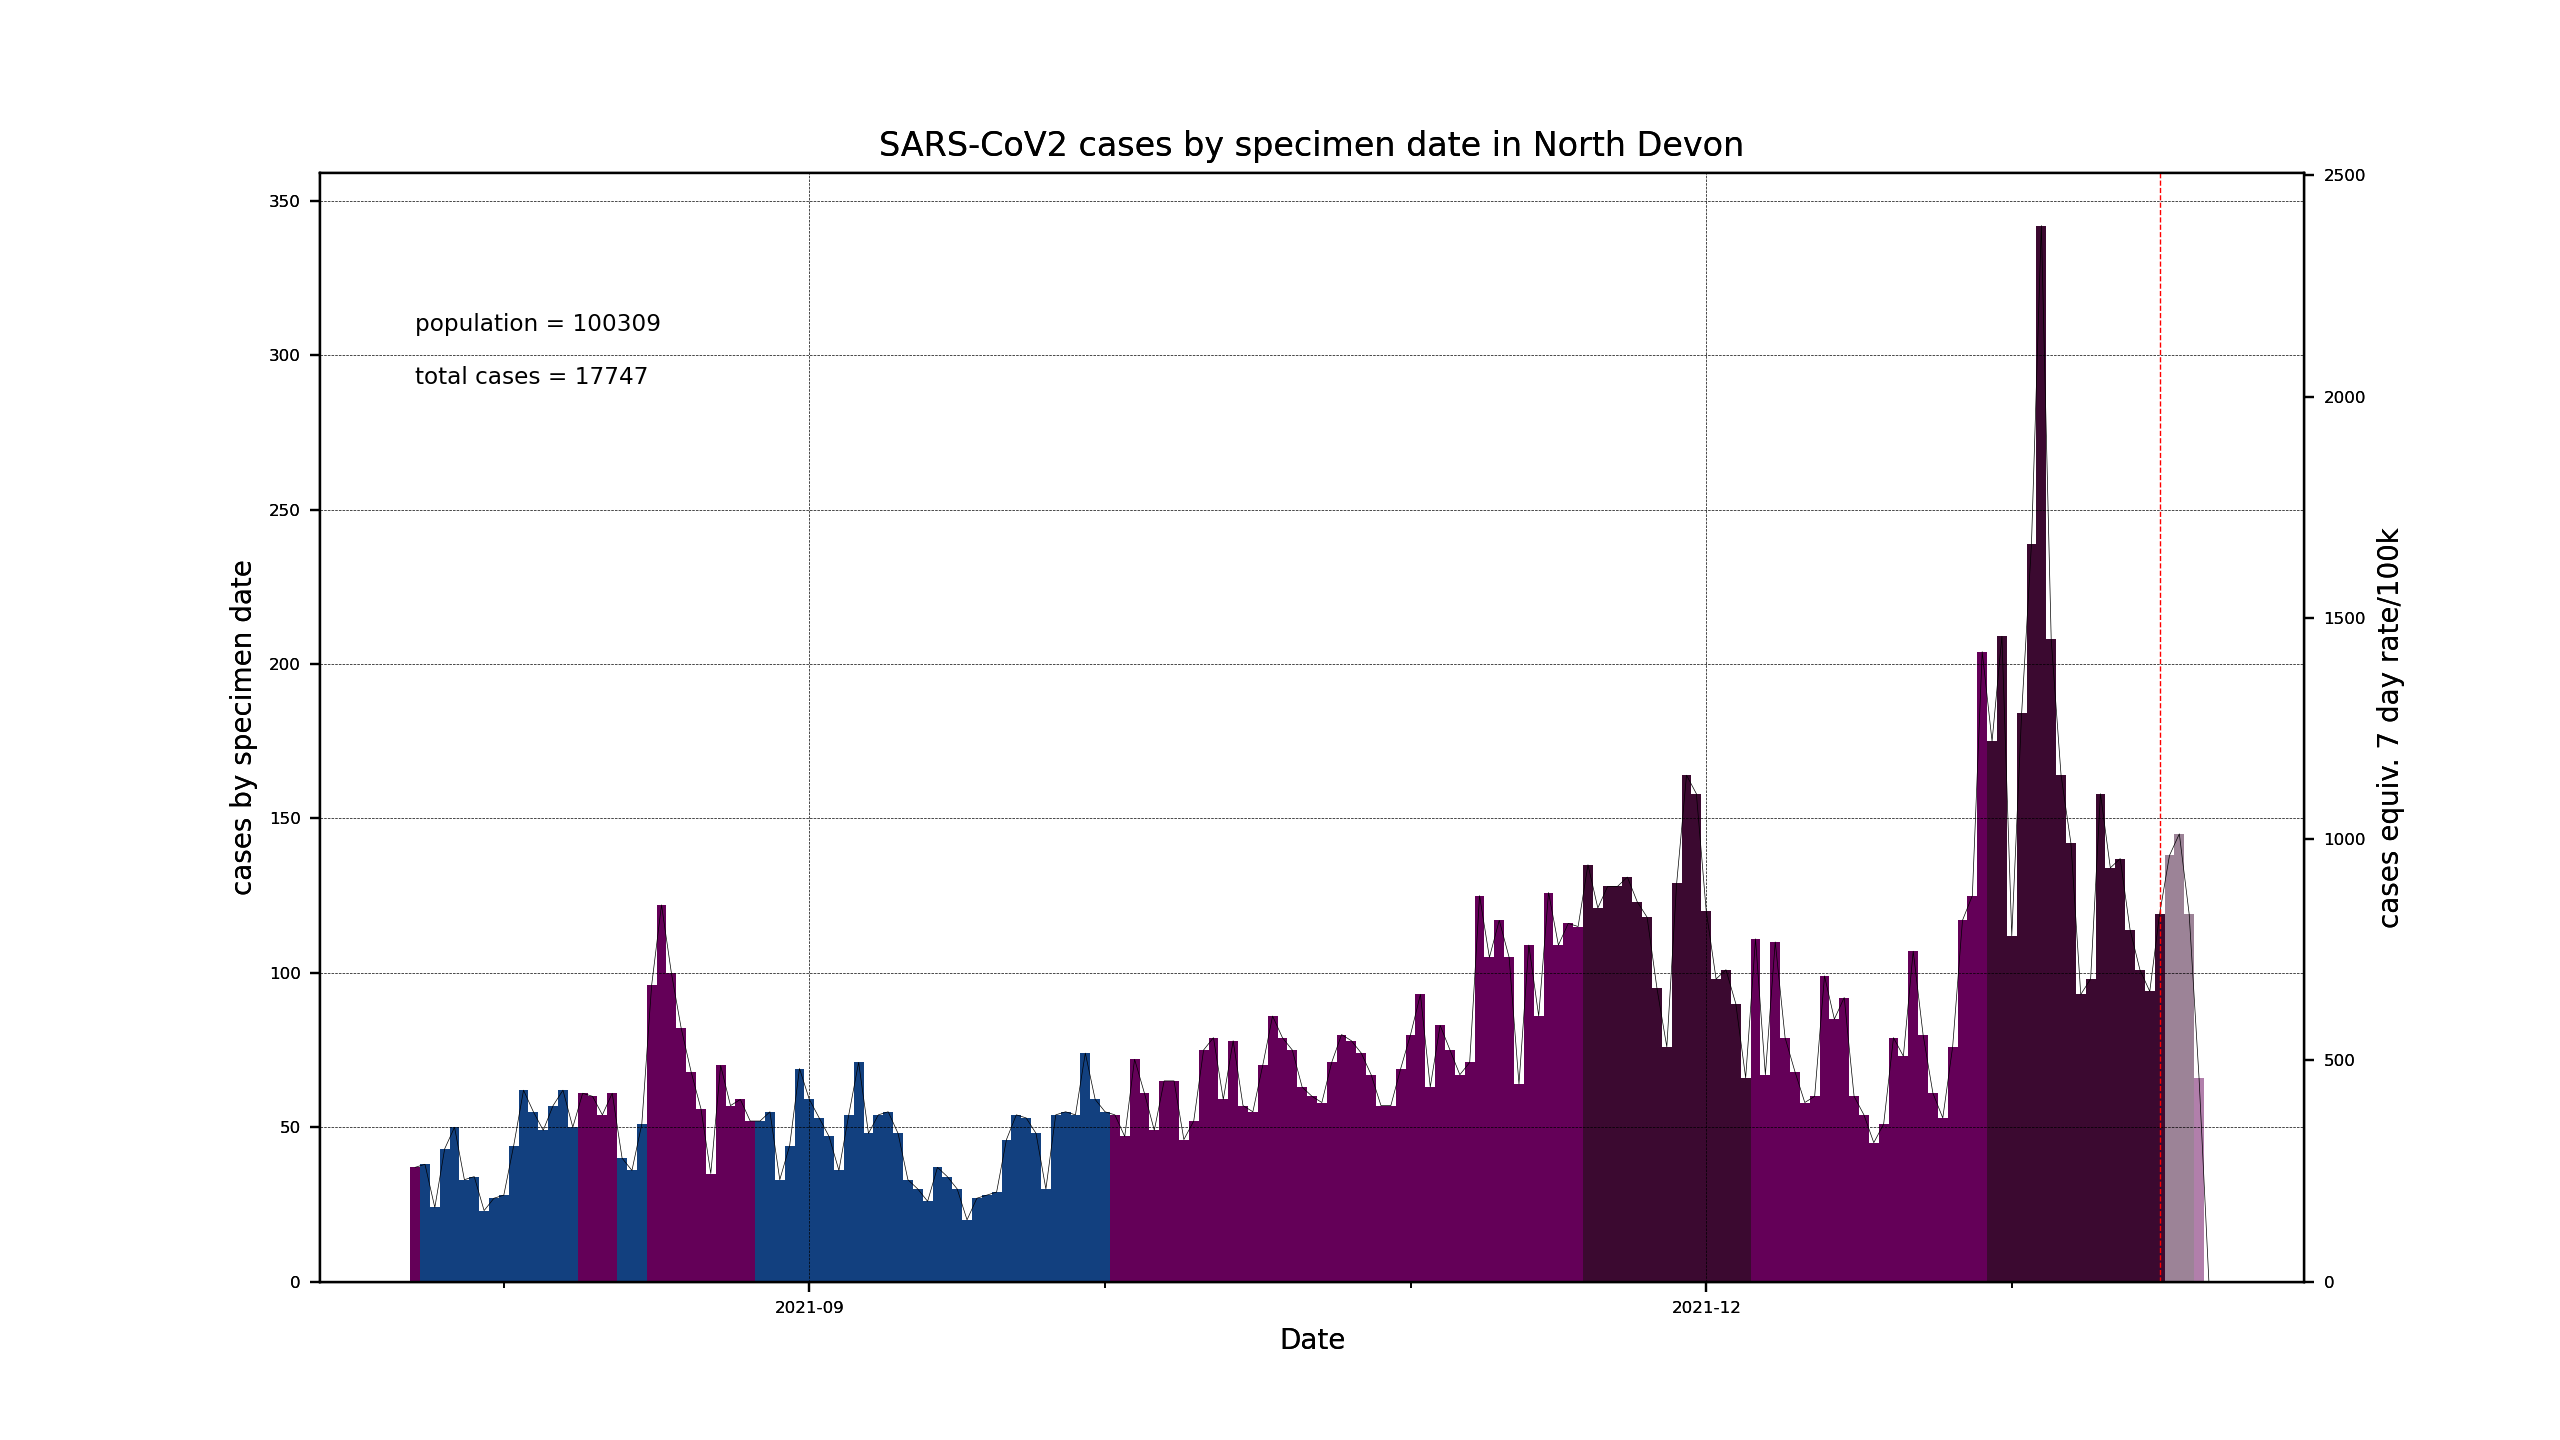 SARS-CoV2 cases by specimen date in North Devon
population = 100309
total cases = 17747
cases by specimen date
350
300
250
200
150
100
50
0
2500
2000
1500
1000
500
0
cases equiv. 7 day rate/100k
2021-09
2021-12
Date